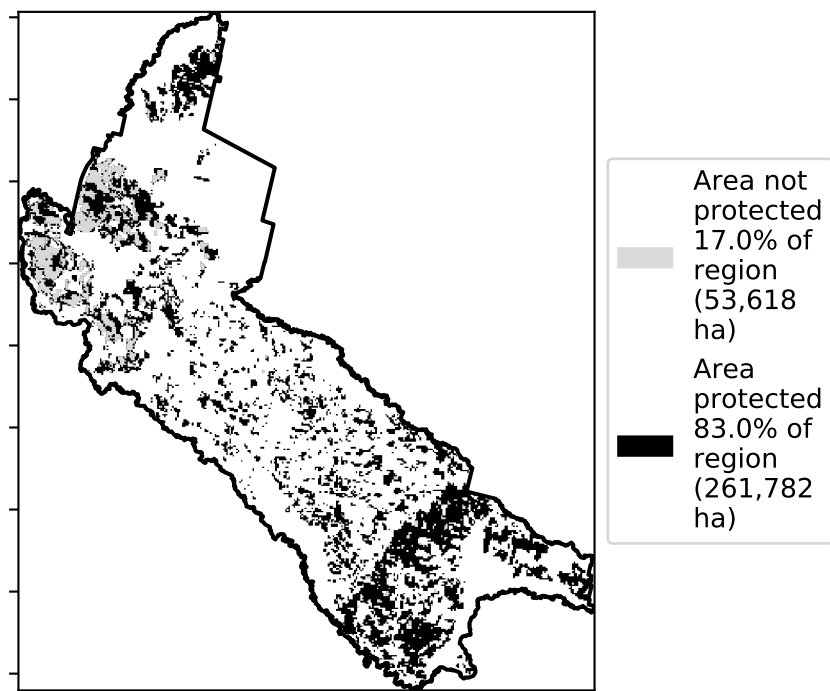 Area not
protected
17.0% of
region
(53,618
ha)
Area
protected
83.0% of
region
(261,782
ha)